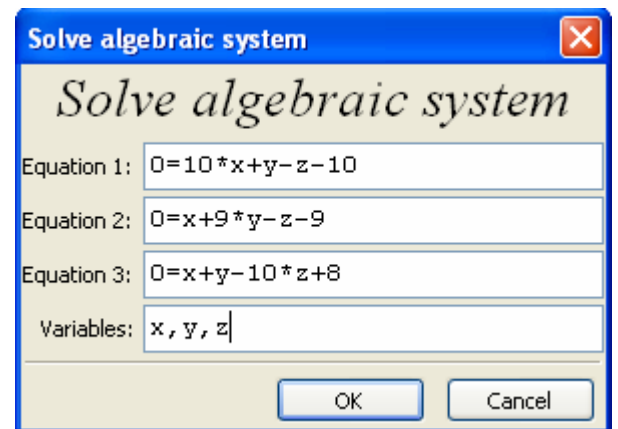 Solve algebraic system
Solve algebraic system
Equation 1: 0=10*x+y-z-10
Equation 2: 0=x+9*y-z-9
Equation 3: 0=x+y-10*z+8
Variables: x,y,z
OK Cancel